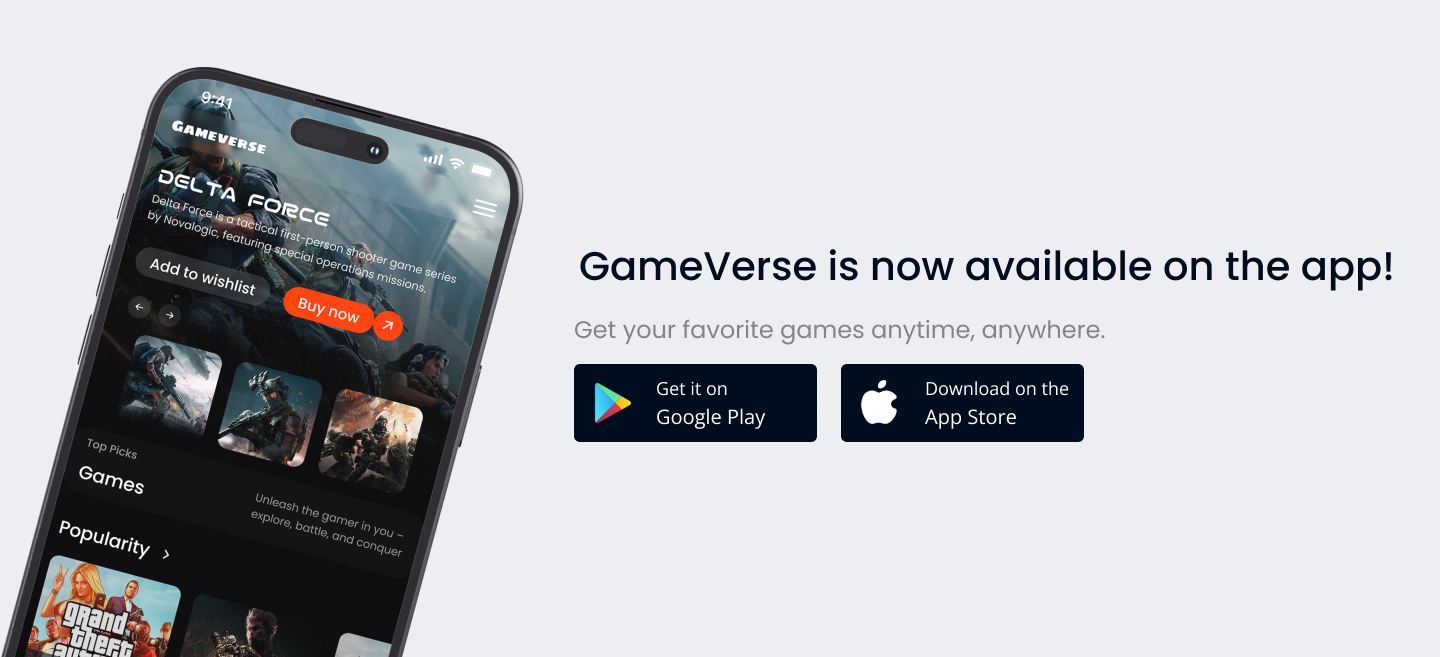 9:41
GAMEVERSE
DELTA FORCE
Delta Force is a tactical first-person shooter game series
by Novalogic, featuring special operations missions.
Add to wishlist
Buy now
Top Picks
Games
Unleash the gamer in you –
explore, battle, and conquer
Popularity
grand
theft
auto
GameVerse is now available on the app!
Get your favorite games anytime, anywhere.
Get it on
Google Play
Download on the
App Store